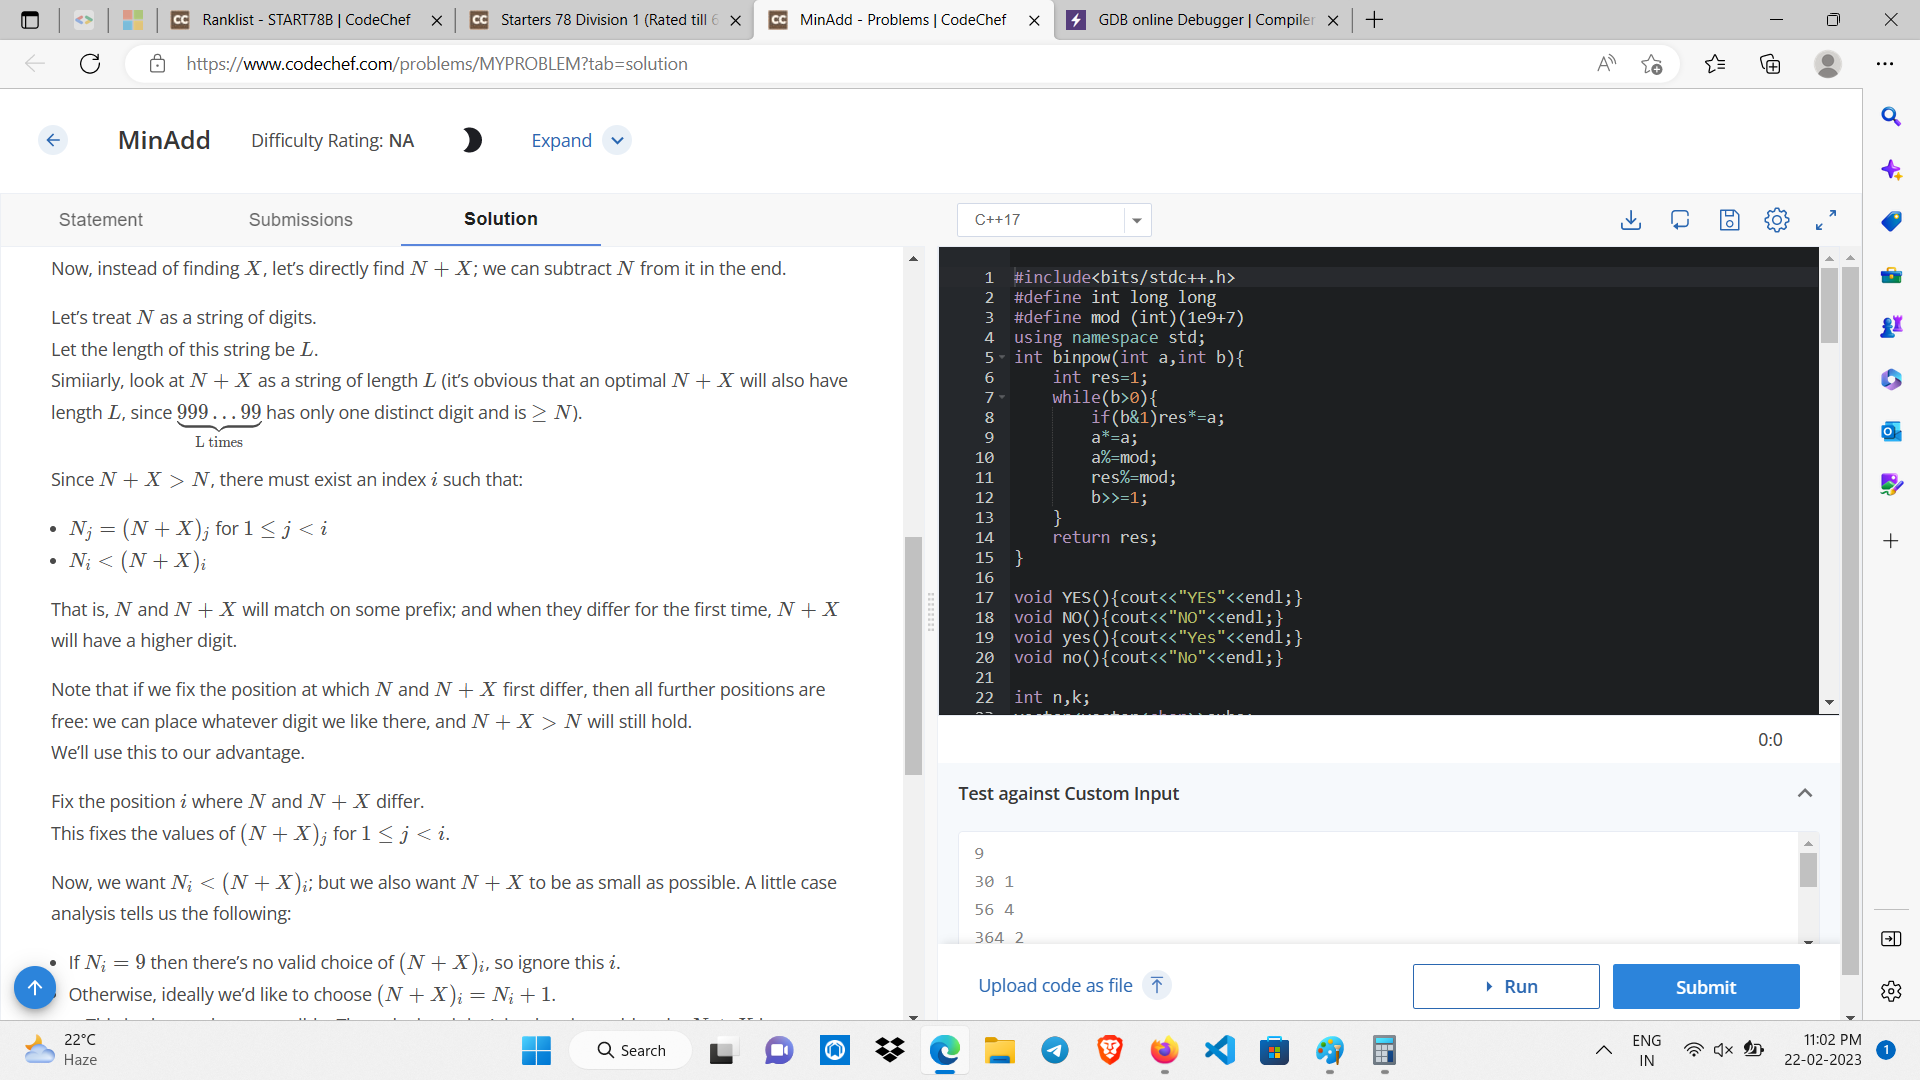 Ranklist - START78B | CodeChef
Starters 78 Division 1 (Rated till 6
MinAdd - Problems | CodeChef
GDB online Debugger | Compiler
https://www.codechef.com/problems/MYPROBLEM?tab=solution
MinAdd
Difficulty Rating: NA
Expand
Statement
Submissions
Solution
C++17
Now, instead of finding X, let's directly find N + X; we can subtract N from it in the end.
Let's treat N as a string of digits.
Let the length of this string be L.
Simiarly, look at N + X as a string of length L (it's obvious that an optimal N + X will also have
length L, since 999...99 has only one distinct digit and is ≥ N).
L times
Since N + X > N, there must exist an index i such that:
• N_j = (N + X)_j for 1 ≤ j < i
• N_i < (N + X)_i
That is, N and N + X will match on some prefix; and when they differ for the first time, N + X
will have a higher digit.
Note that if we fix the position at which N and N + X first differ, then all further positions are
free: we can place whatever digit we like there, and N + X > N will still hold.
We'll use this to our advantage.
Fix the position i where N and N + X differ.
This fixes the values of (N + X)_j for 1 ≤ j < i.
Now, we want N_i < (N + X)_i; but we also want N + X to be as small as possible. A little case
analysis tells us the following:
• If N_i = 9 then there's no valid choice of (N + X)_i, so ignore this i.
Otherwise, ideally we'd like to choose (N + X)_i = N_i + 1.
1 #include<bits/stdc++.h>
2 #define int long long
3 #define mod (int)(1e9+7)
4 using namespace std;
5 int binpow(int a,int b){
6 int res=1;
7 while(b>0){
8 if(b&1)res*=a;
9 a*=a;
10 a%=mod;
11 res%=mod;
12 b>>=1;
13 }
14 return res;
15 }
16
17 void YES(){cout<<"YES"<<endl;}
18 void NO(){cout<<"NO"<<endl;}
19 void yes(){cout<<"Yes"<<endl;}
20 void no(){cout<<"No"<<endl;}
21
22 int n,k;
0:0
Test against Custom Input
9
30 1
56 4
364 2
Upload code as file
Run
Submit
22°C
Haze
Search
ENG
IN
11:02 PM
22-02-2023
1